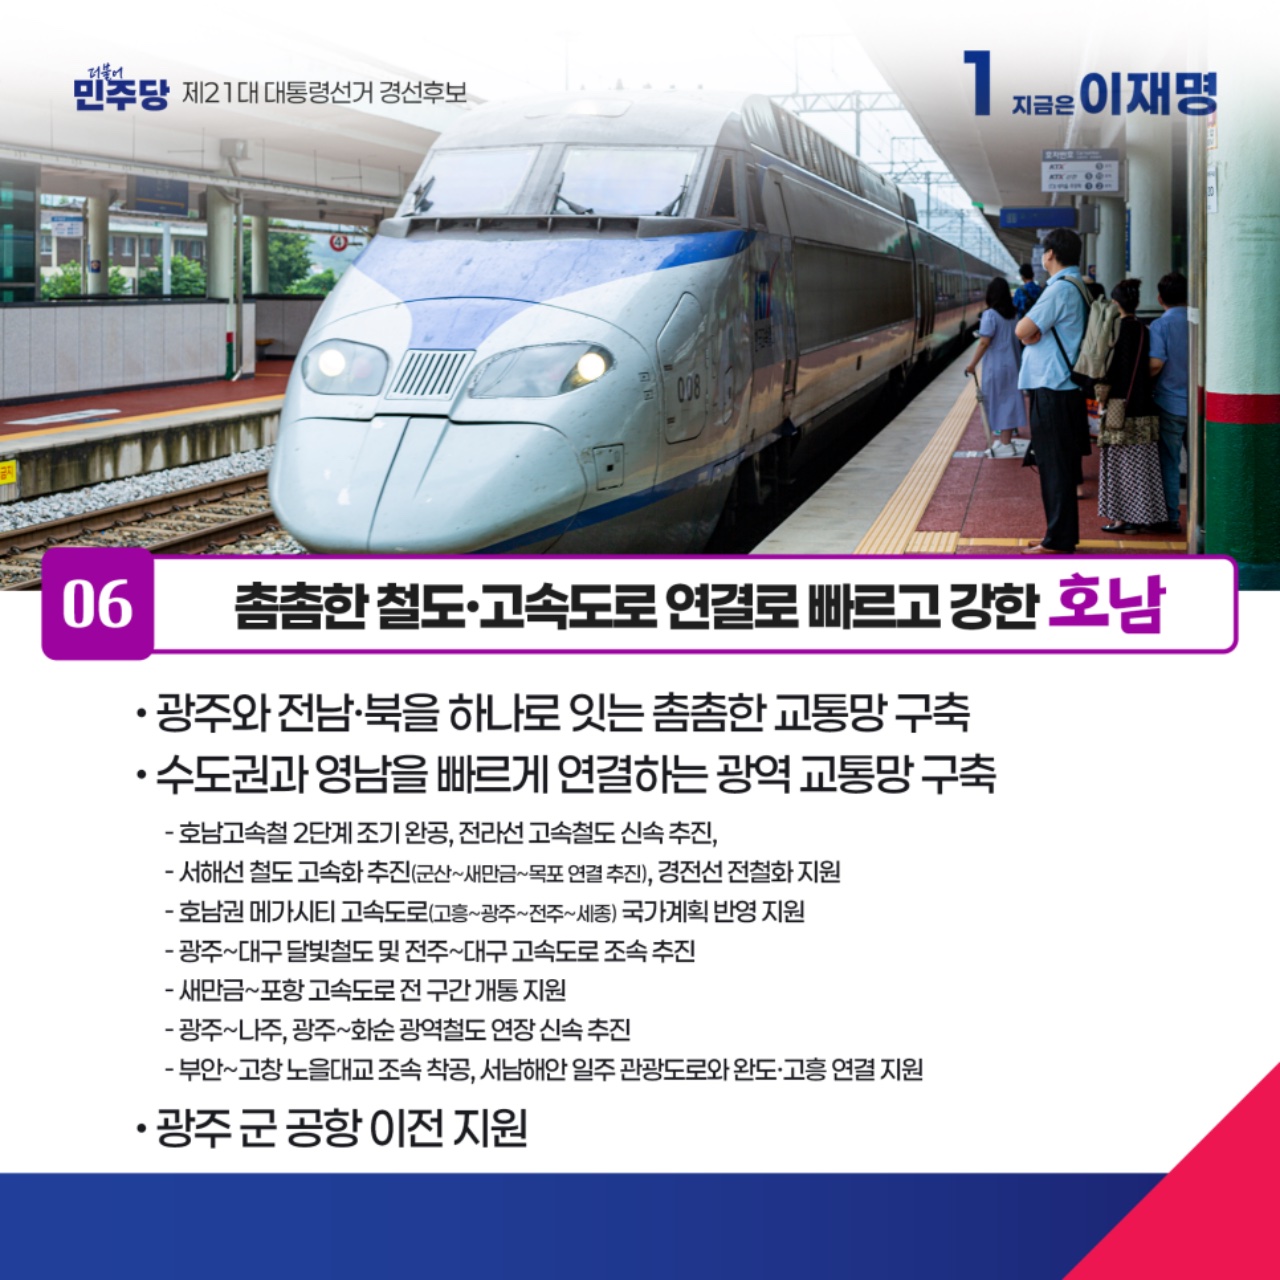 더불어
민주당 제21대 대통령선거 경선후보
1 지금은 이재명
008
06 촘촘한 철도·고속도로 연결로 빠르고 강한 호남
• 광주와 전남·북을 하나로 잇는 촘촘한 교통망 구축
• 수도권과 영남을 빠르게 연결하는 광역 교통망 구축
- 호남고속철 2단계 조기 완공, 전라선 고속철도 신속 추진,
- 서해선 철도 고속화 추진(군산~새만금~목포 연결 추진), 경전선 전철화 지원
- 호남권 메가시티 고속도로(고흥~광주~전주~세종) 국가계획 반영 지원
- 광주~대구 달빛철도 및 전주~대구 고속도로 조속 추진
- 새만금~포항 고속도로 전 구간 개통 지원
- 광주~나주, 광주~화순 광역철도 연장 신속 추진
- 부안~고창 노을대교 조속 착공, 서남해안 일주 관광도로와 완도·고흥 연결 지원
• 광주 군 공항 이전 지원